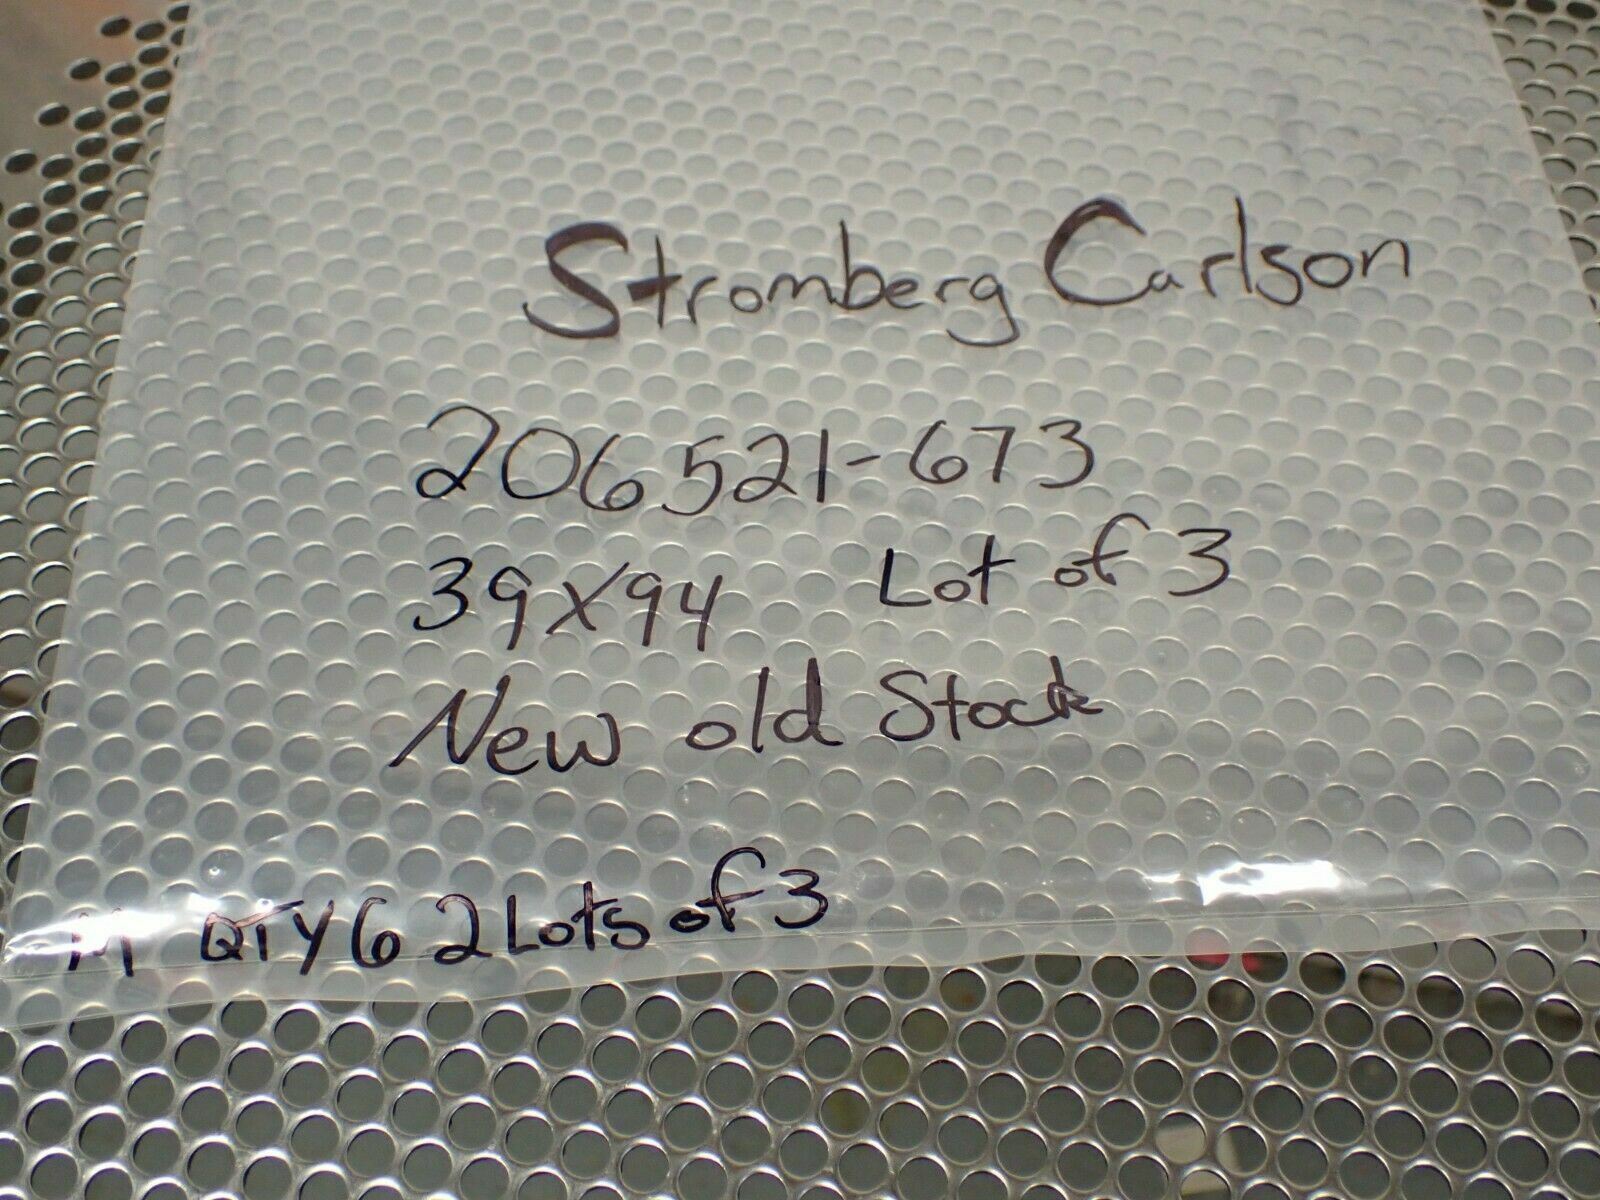 Stromberg Carlson
206521-673
39X94 Lot of 3
New old Stock
M QTY 6 2 Lots of 3